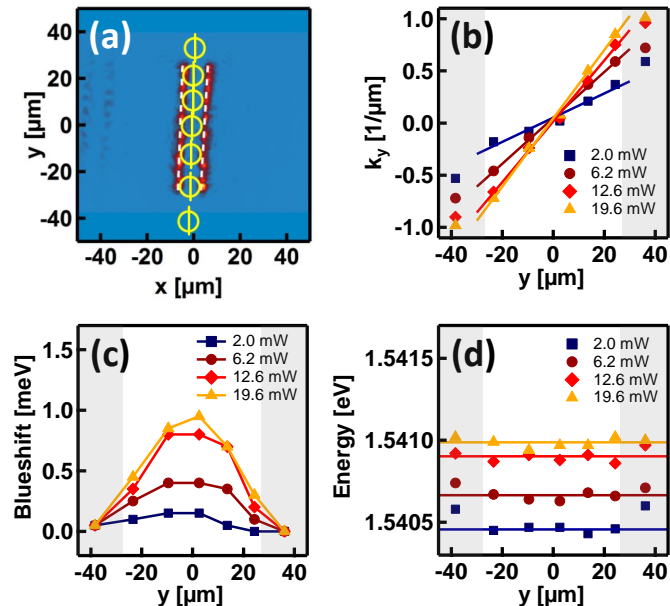 (a)
y [µm]
40
20
0
-20
-40
-40 -20 0 20 40
x [µm]
(b)
k_y [1/µm]
1.0
0.5
0.0
-0.5
-1.0
2.0 mW
6.2 mW
12.6 mW
19.6 mW
-40 -20 0 20 40
y [µm]
(c)
Blueshift [meV]
1.5
1.0
0.5
0.0
2.0 mW
6.2 mW
12.6 mW
19.6 mW
-40 -20 0 20 40
y [µm]
(d)
Energy [eV]
1.5415
1.5410
1.5405
2.0 mW
6.2 mW
12.6 mW
19.6 mW
-40 -20 0 20 40
y [µm]